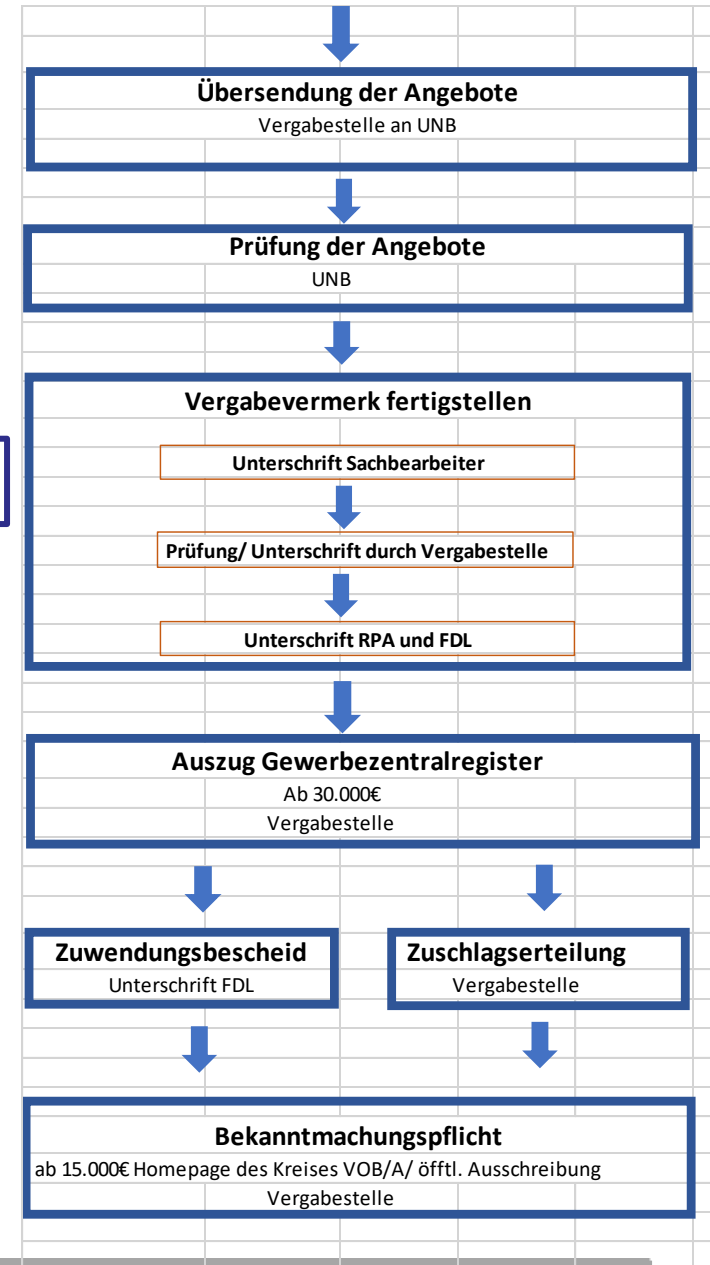 Übersendung der Angebote
Vergabestelle an UNB
Prüfung der Angebote
UNB
Vergabevermerk fertigstellen
Unterschrift Sachbearbeiter
Prüfung/ Unterschrift durch Vergabestelle
Unterschrift RPA und FDL
Auszug Gewerbezentralregister
Ab 30.000€
Vergabestelle
Zuwendungsbescheid
Unterschrift FDL
Zuschlagserteilung
Vergabestelle
Bekanntmachungspflicht
ab 15.000€ Homepage des Kreises VOB/A/ öfftl. Ausschreibung
Vergabestelle